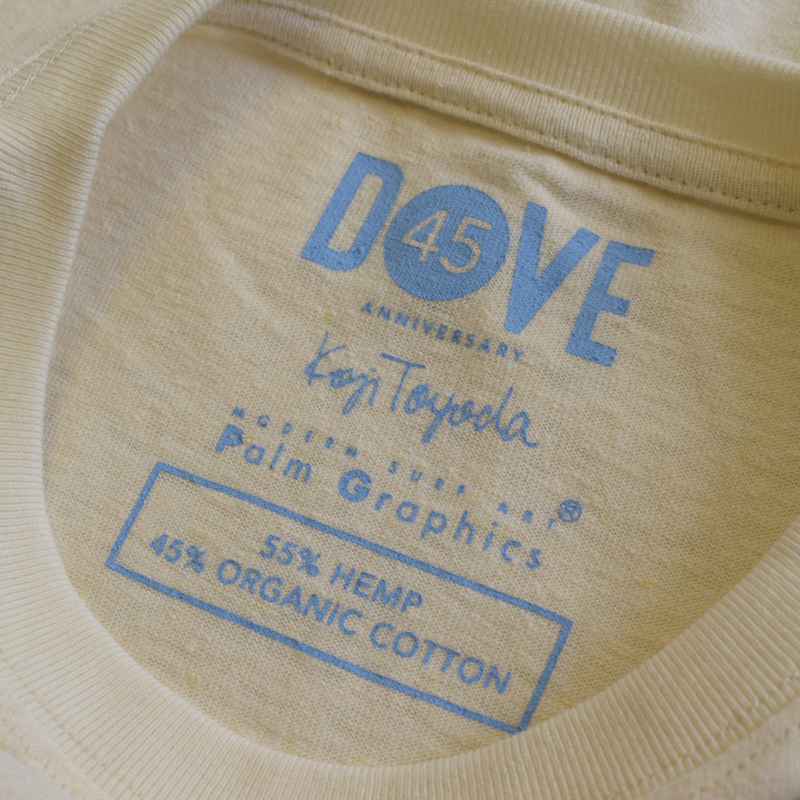 DOVE
45
ANNIVERSARY
Koji Toyoda
MODERN SURF ART
Palm Graphics®
55% HEMP
45% ORGANIC COTTON